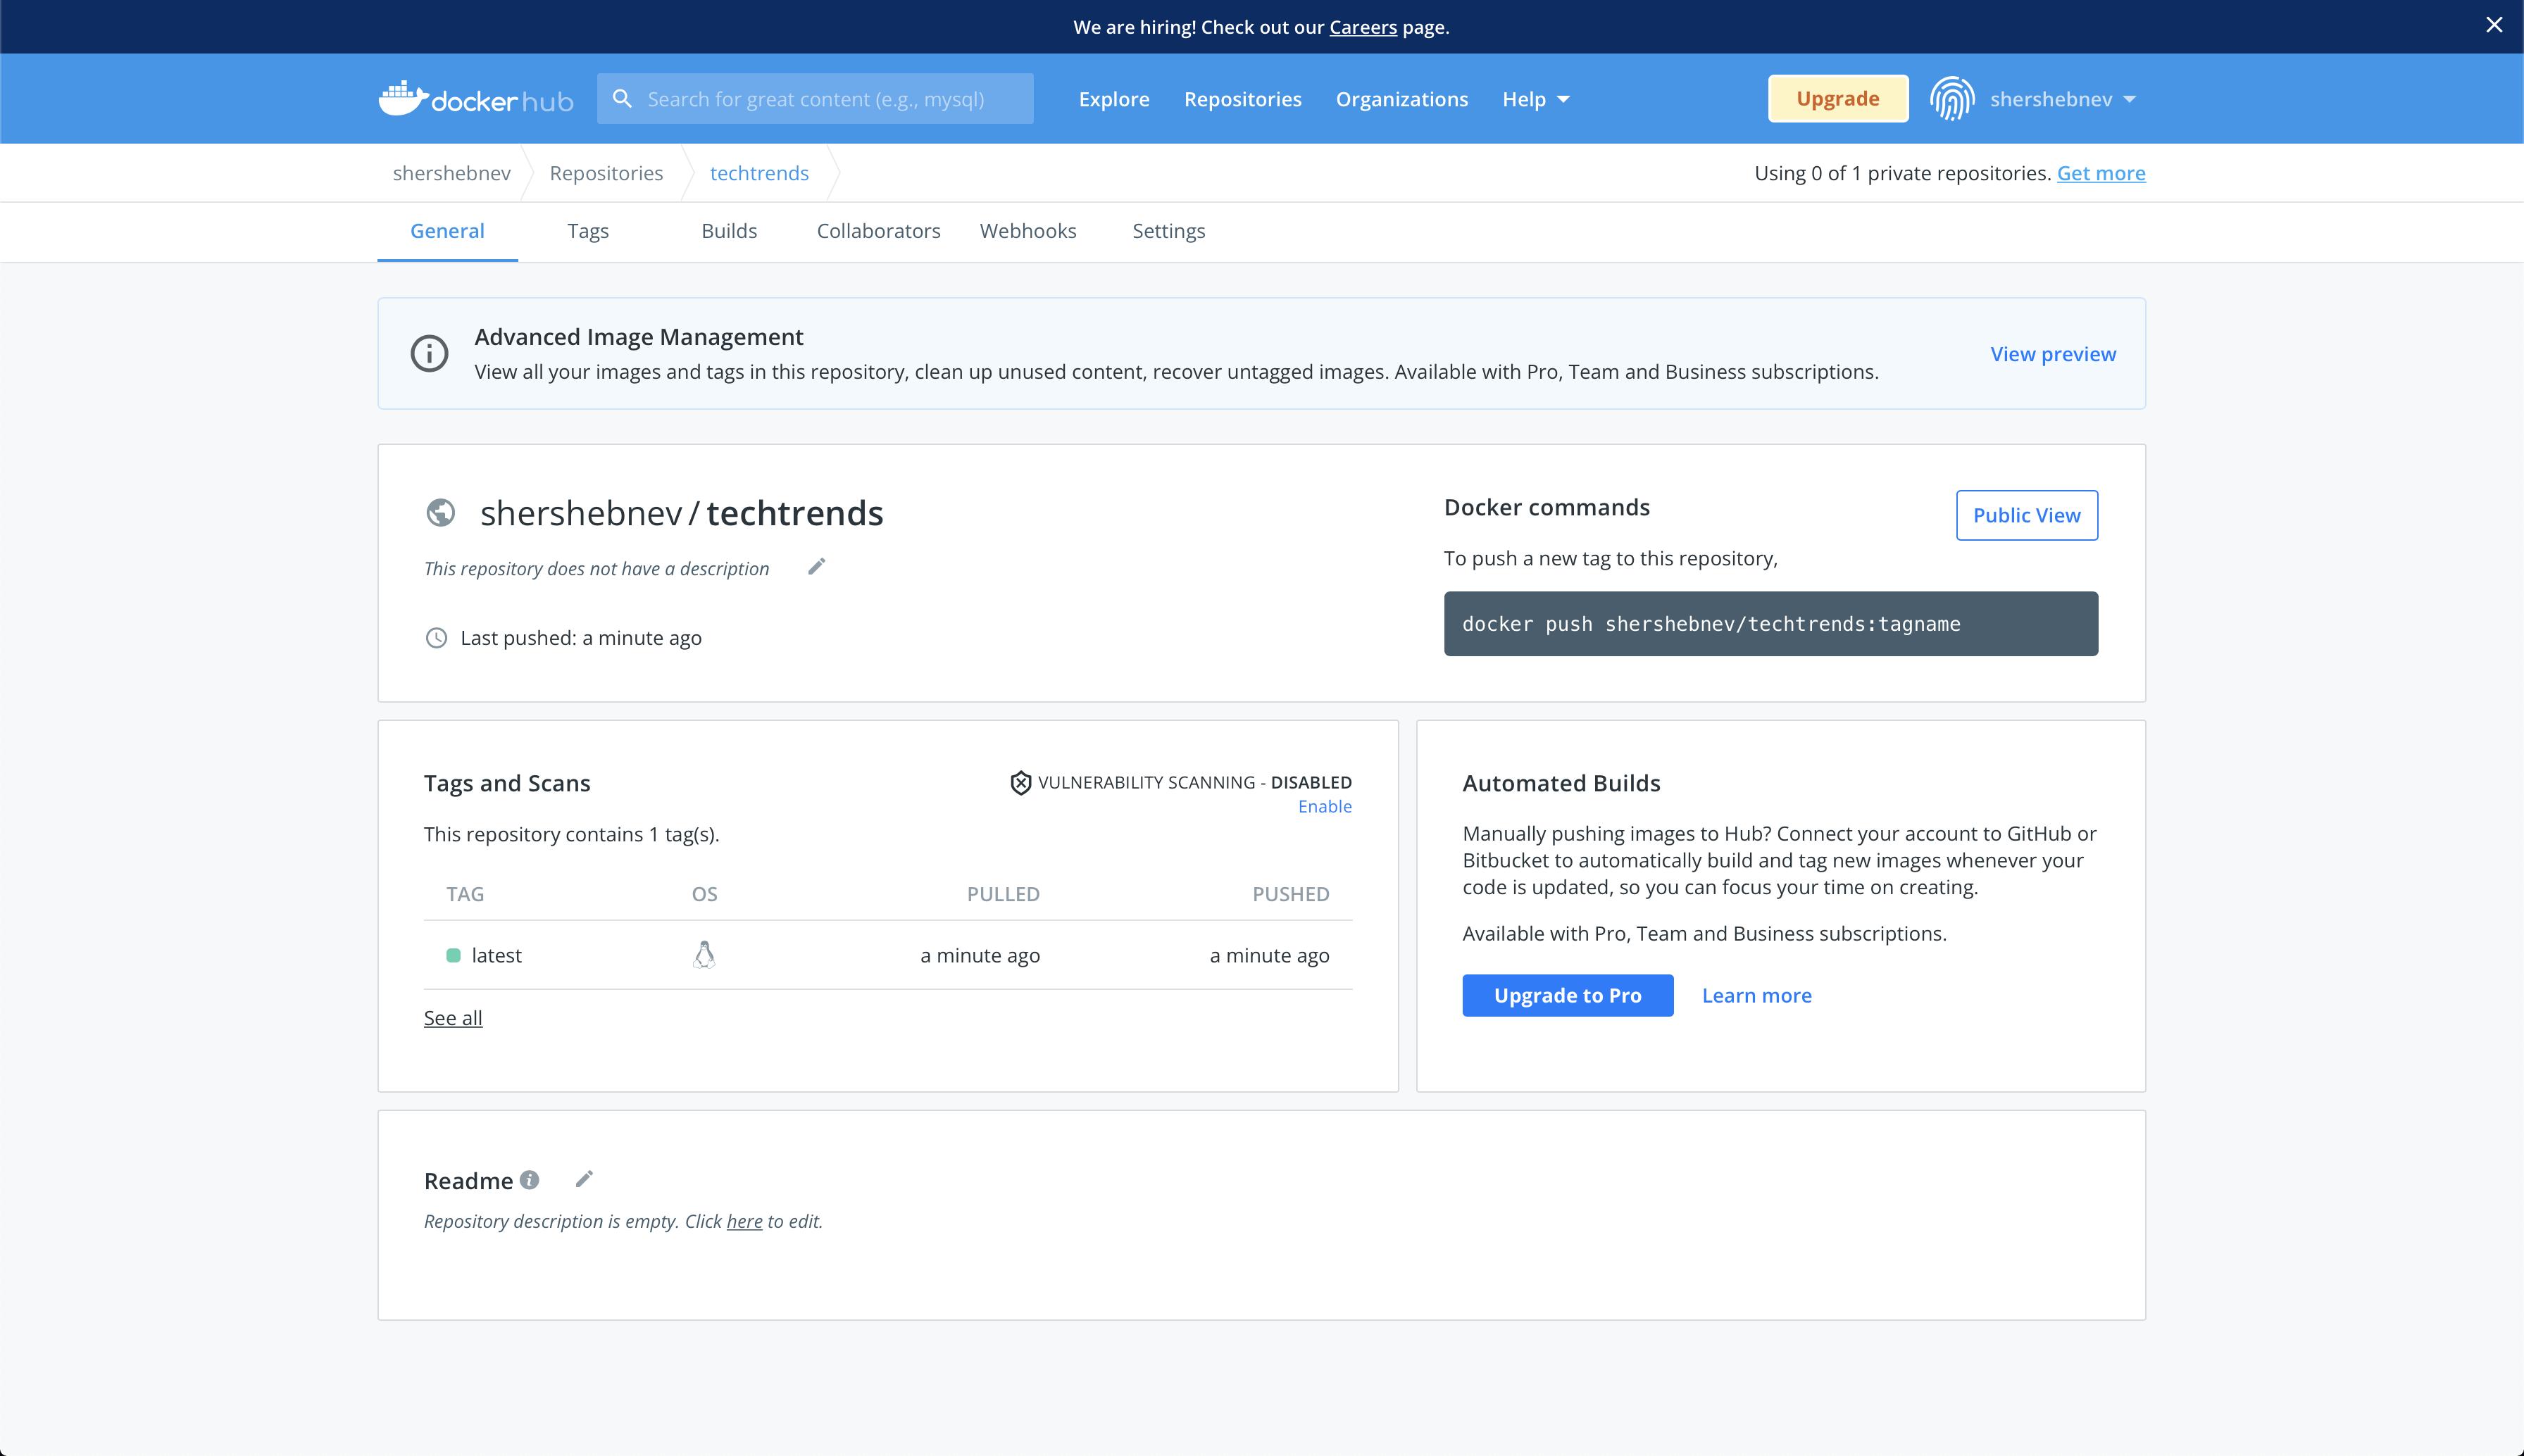 We are hiring! Check out our Careers page.
docker hub
Search for great content (e.g., mysql)
Explore
Repositories
Organizations
Help
Upgrade
shershebnev
shershebnev
Repositories
techtrends
Using 0 of 1 private repositories. Get more
General
Tags
Builds
Collaborators
Webhooks
Settings
Advanced Image Management
View all your images and tags in this repository, clean up unused content, recover untagged images. Available with Pro, Team and Business subscriptions.
View preview
shershebnev / techtrends
This repository does not have a description
Last pushed: a minute ago
Docker commands
Public View
To push a new tag to this repository,
docker push shershebnev/techtrends:tagname
Tags and Scans
VULNERABILITY SCANNING - DISABLED
Enable
This repository contains 1 tag(s).
TAG OS PULLED PUSHED
latest a minute ago a minute ago
See all
Automated Builds
Manually pushing images to Hub? Connect your account to GitHub or
Bitbucket to automatically build and tag new images whenever your
code is updated, so you can focus your time on creating.
Available with Pro, Team and Business subscriptions.
Upgrade to Pro
Learn more
Readme
Repository description is empty. Click here to edit.